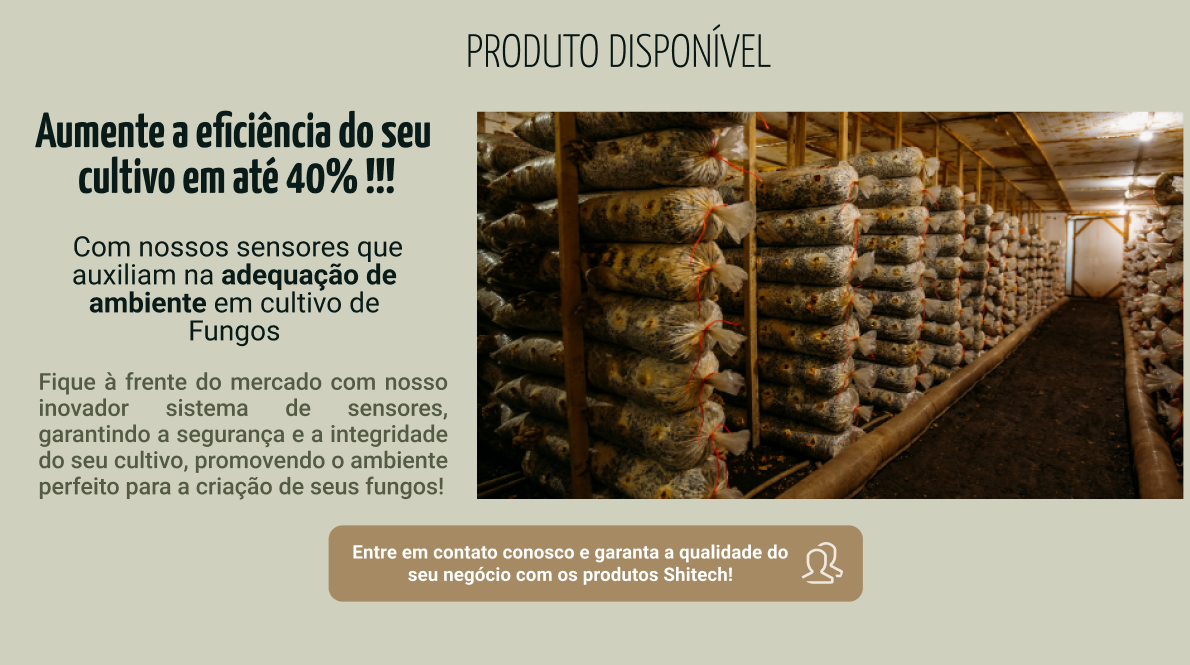 PRODUTO DISPONÍVEL
Aumente a eficiência do seu
cultivo em até 40% !!!
Com nossos sensores que
auxiliam na adequação de
ambiente em cultivo de
Fungos
Fique à frente do mercado com nosso
inovador sistema de sensores,
garantindo a segurança e a integridade
do seu cultivo, promovendo o ambiente
perfeito para a criação de seus fungos!
Entre em contato conosco e garanta a qualidade do
seu negócio com os produtos Shitech!